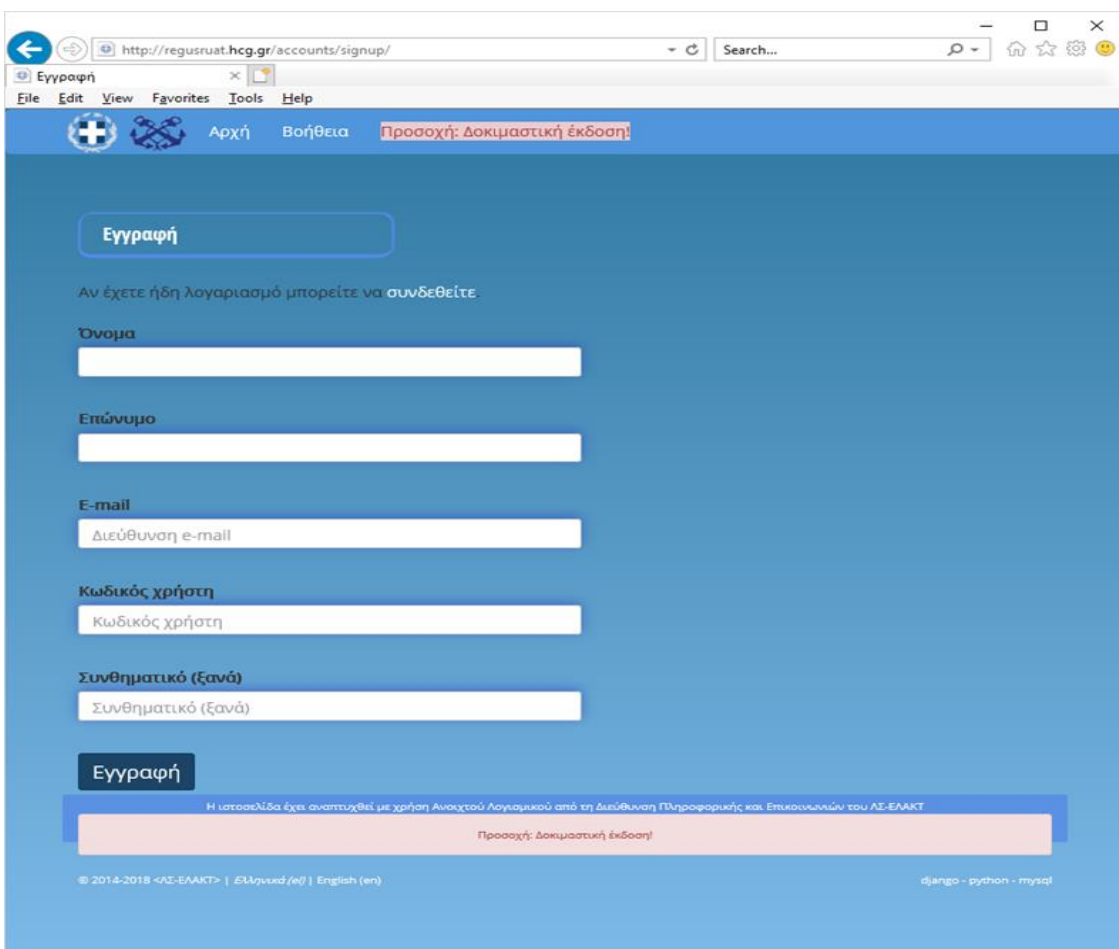 http://regusruat.hcg.gr/accounts/signup/
Search...
Εγγραφή
File Edit View Favorites Tools Help
Αρχή Βοήθεια Προσοχή: Δοκιμαστική έκδοση!
Εγγραφή
Αν έχετε ήδη λογαριασμό μπορείτε να συνδεθείτε.
Όνομα
Επώνυμο
E-mail
Διεύθυνση e-mail
Κωδικός χρήστη
Κωδικός χρήστη
Συνθηματικό (ξανά)
Συνθηματικό (ξανά)
Εγγραφή
Η ιστοσελίδα έχει αναπτυχθεί με χρήση Ανοιχτού Λογισμικού από τη Διεύθυνση Πληροφορικής και Επικοινωνιών του ΛΣ-ΕΛΑΚΤ
Προσοχή: Δοκιμαστική έκδοση!
© 2014-2018 <ΛΣ-ΕΛΑΚΤ> | Ελληνικά (el) | English (en) django - python - mysql